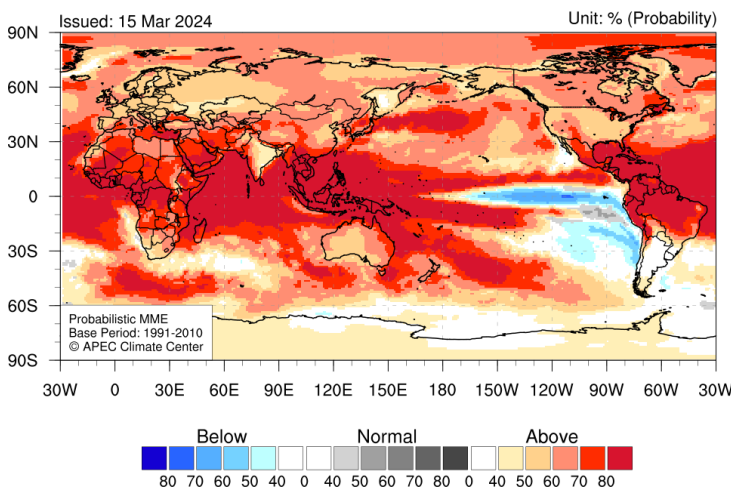 Issued: 15 Mar 2024 Unit: % (Probability)
90N
60N
30N
0
30S
60S
90S
Probabilistic MME
Base Period: 1991-2010
© APEC Climate Center
30W 0 30E 60E 90E 120E 150E 180 150W 120W 90W 60W 30W
Below Normal Above
80 70 60 50 40 0 40 50 60 70 80 0 40 50 60 70 80